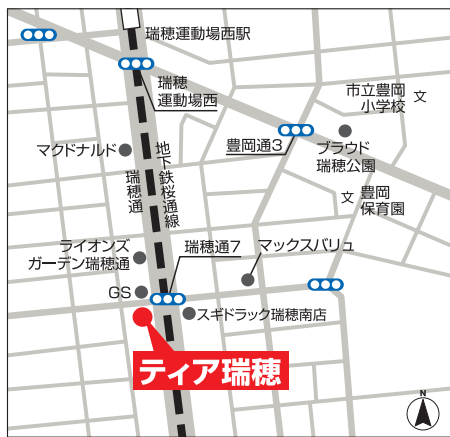 瑞穂運動場西駅
瑞穂
運動場西
市立豊岡
小学校
文
豊岡通3
プラウド
瑞穂公園
マクドナルド
地下鉄桜通線
瑞穂通
文
豊岡
保育園
ライオンズ
ガーデン瑞穂通
瑞穂通7
マックスバリュ
GS
スギドラック瑞穂南店
ティア瑞穂
N